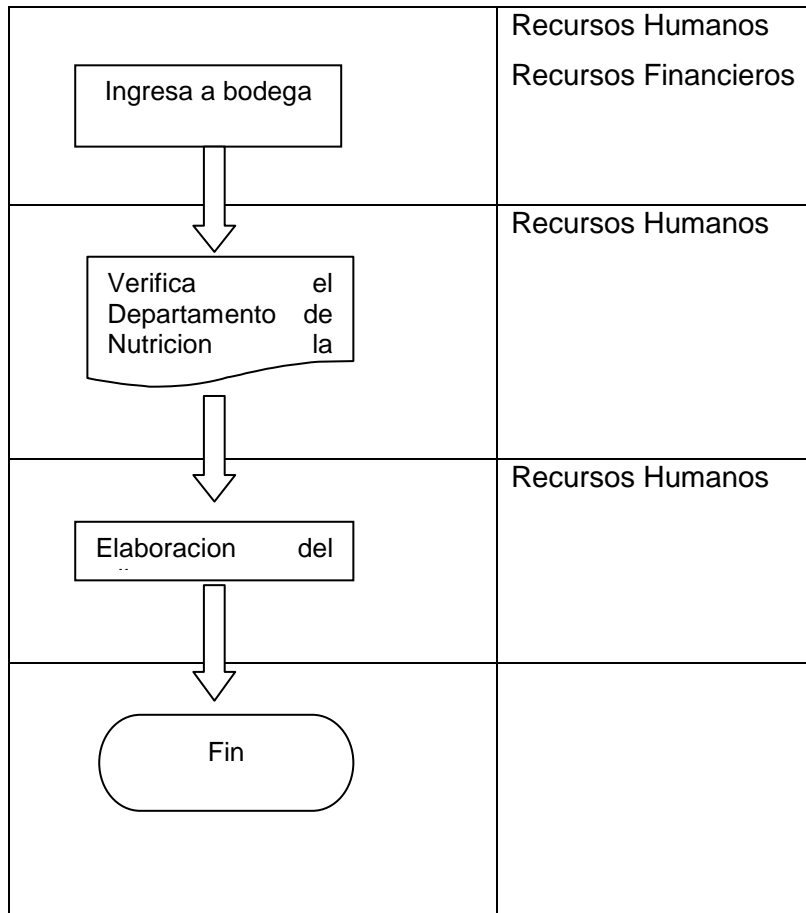 Recursos Humanos
Recursos Financieros
Ingresa a bodega
Recursos Humanos
Verifica el
Departamento de
Nutricion la
Recursos Humanos
Elaboracion del
Fin